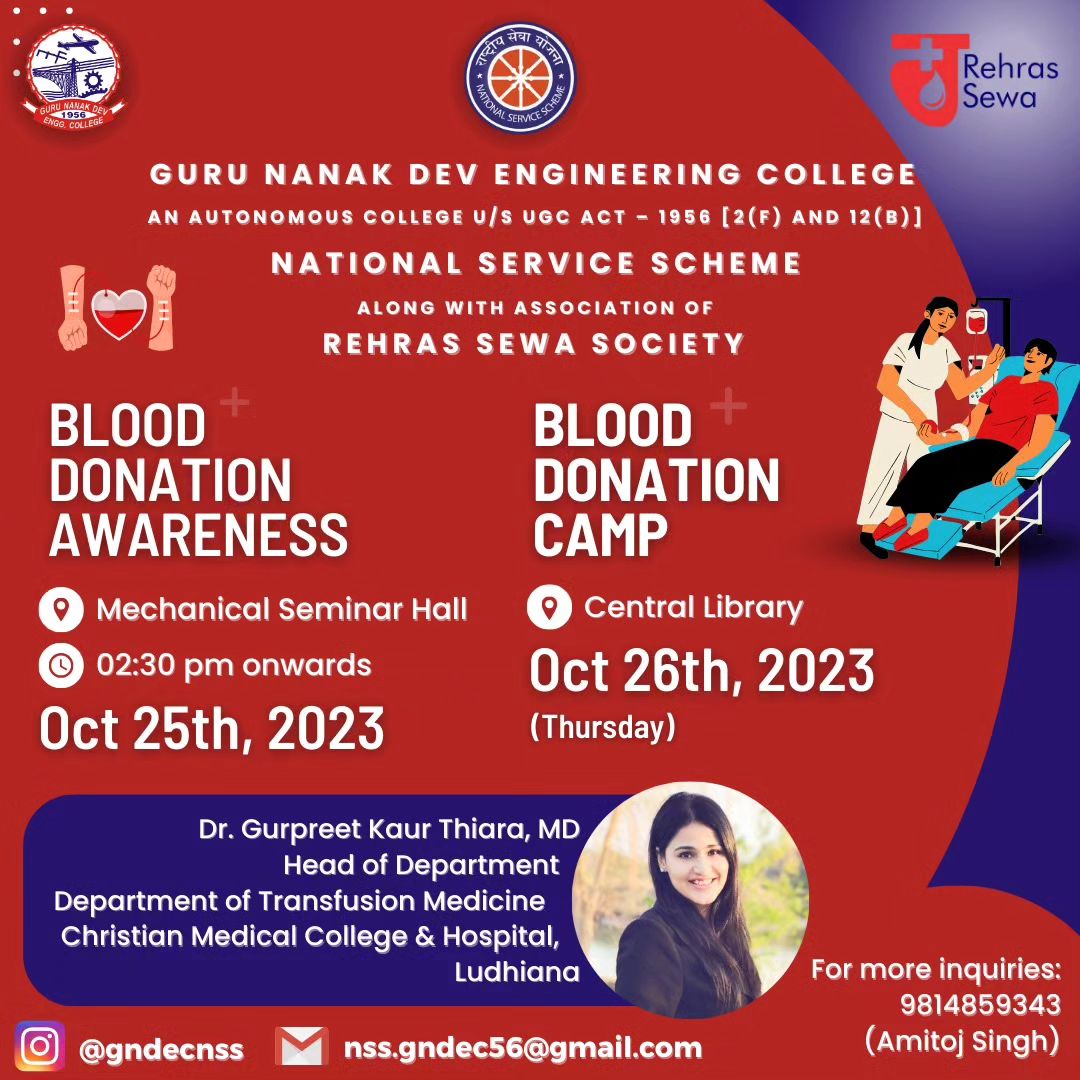 GURU NANAK DEV
1956
ENGG. COLLEGE
राष्ट्रीय सेवा योजना
NATIONAL SERVICE SCHEME
Rehras
Sewa
GURU NANAK DEV ENGINEERING COLLEGE
AN AUTONOMOUS COLLEGE U/S UGC ACT – 1956 [2(F) AND 12(B)]
NATIONAL SERVICE SCHEME
ALONG WITH ASSOCIATION OF
REHRAS SEWA SOCIETY
BLOOD
DONATION
AWARENESS
Mechanical Seminar Hall
02:30 pm onwards
Oct 25th, 2023
BLOOD
DONATION
CAMP
Central Library
Oct 26th, 2023
(Thursday)
Dr. Gurpreet Kaur Thiara, MD
Head of Department
Department of Transfusion Medicine
Christian Medical College & Hospital,
Ludhiana
For more inquiries:
9814859343
(Amitoj Singh)
@gndecnss
nss.gndec56@gmail.com